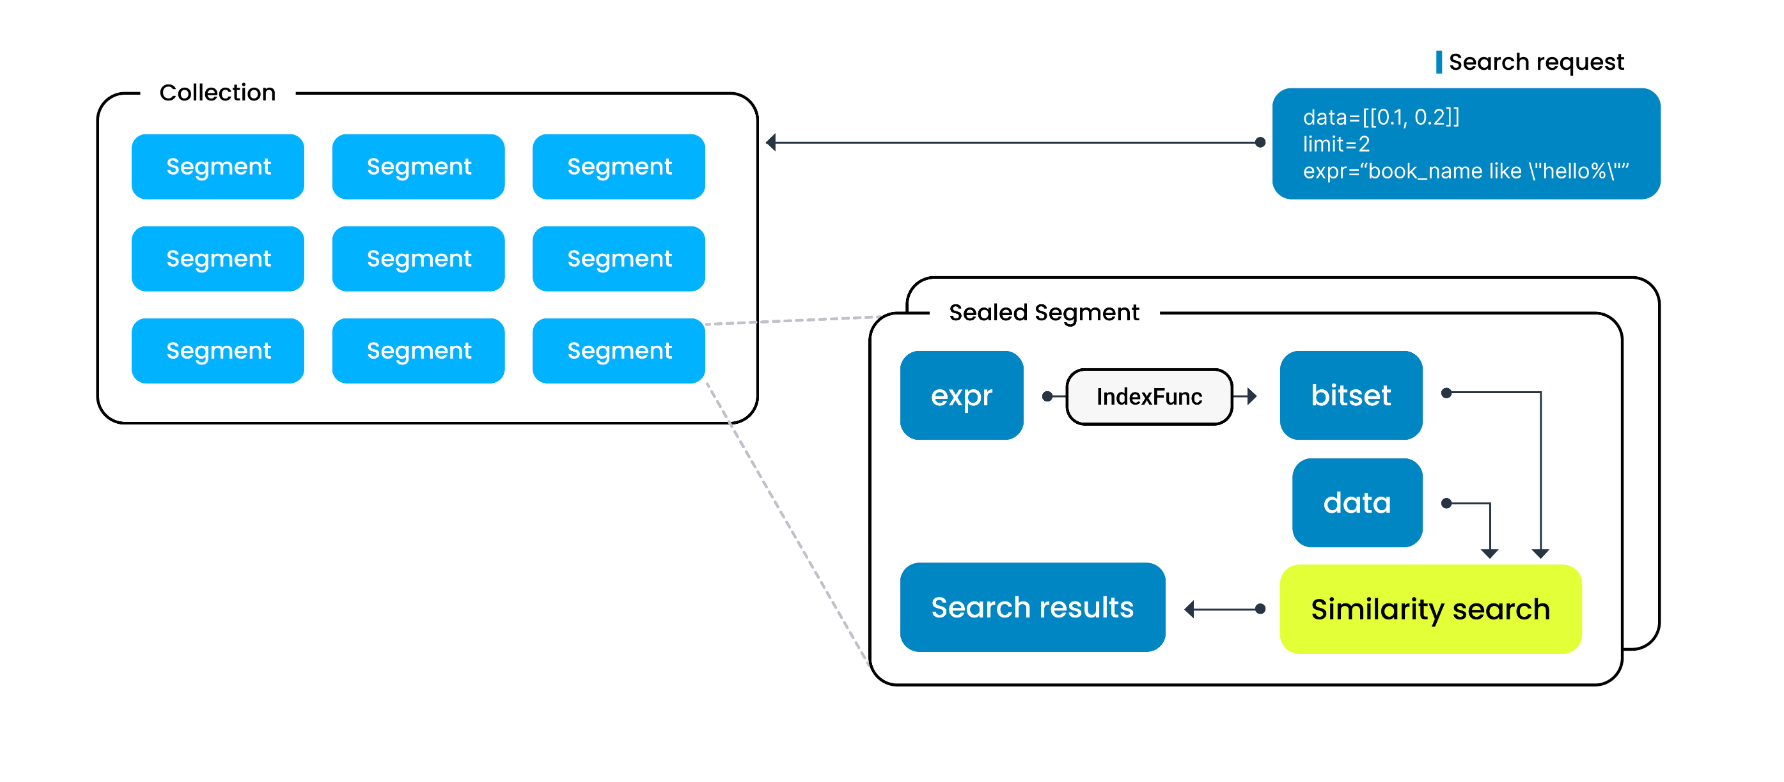 Search request
data=[[0.1, 0.2]]
limit=2
expr=“book_name like \"hello%\"”
Collection
Segment Segment Segment
Segment Segment Segment
Segment Segment Segment
Sealed Segment
expr IndexFunc bitset
data
Search results Similarity search